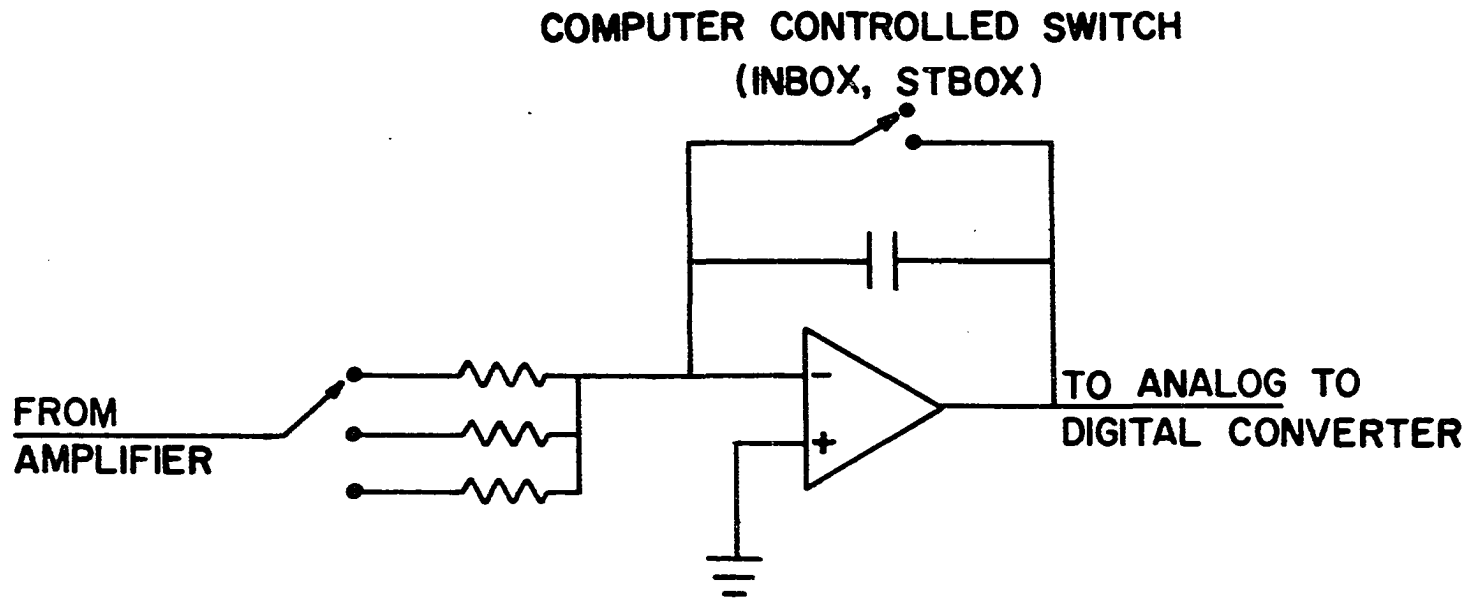 COMPUTER CONTROLLED SWITCH
(INBOX, STBOX)
FROM
AMPLIFIER
-
+
TO ANALOG TO
DIGITAL CONVERTER